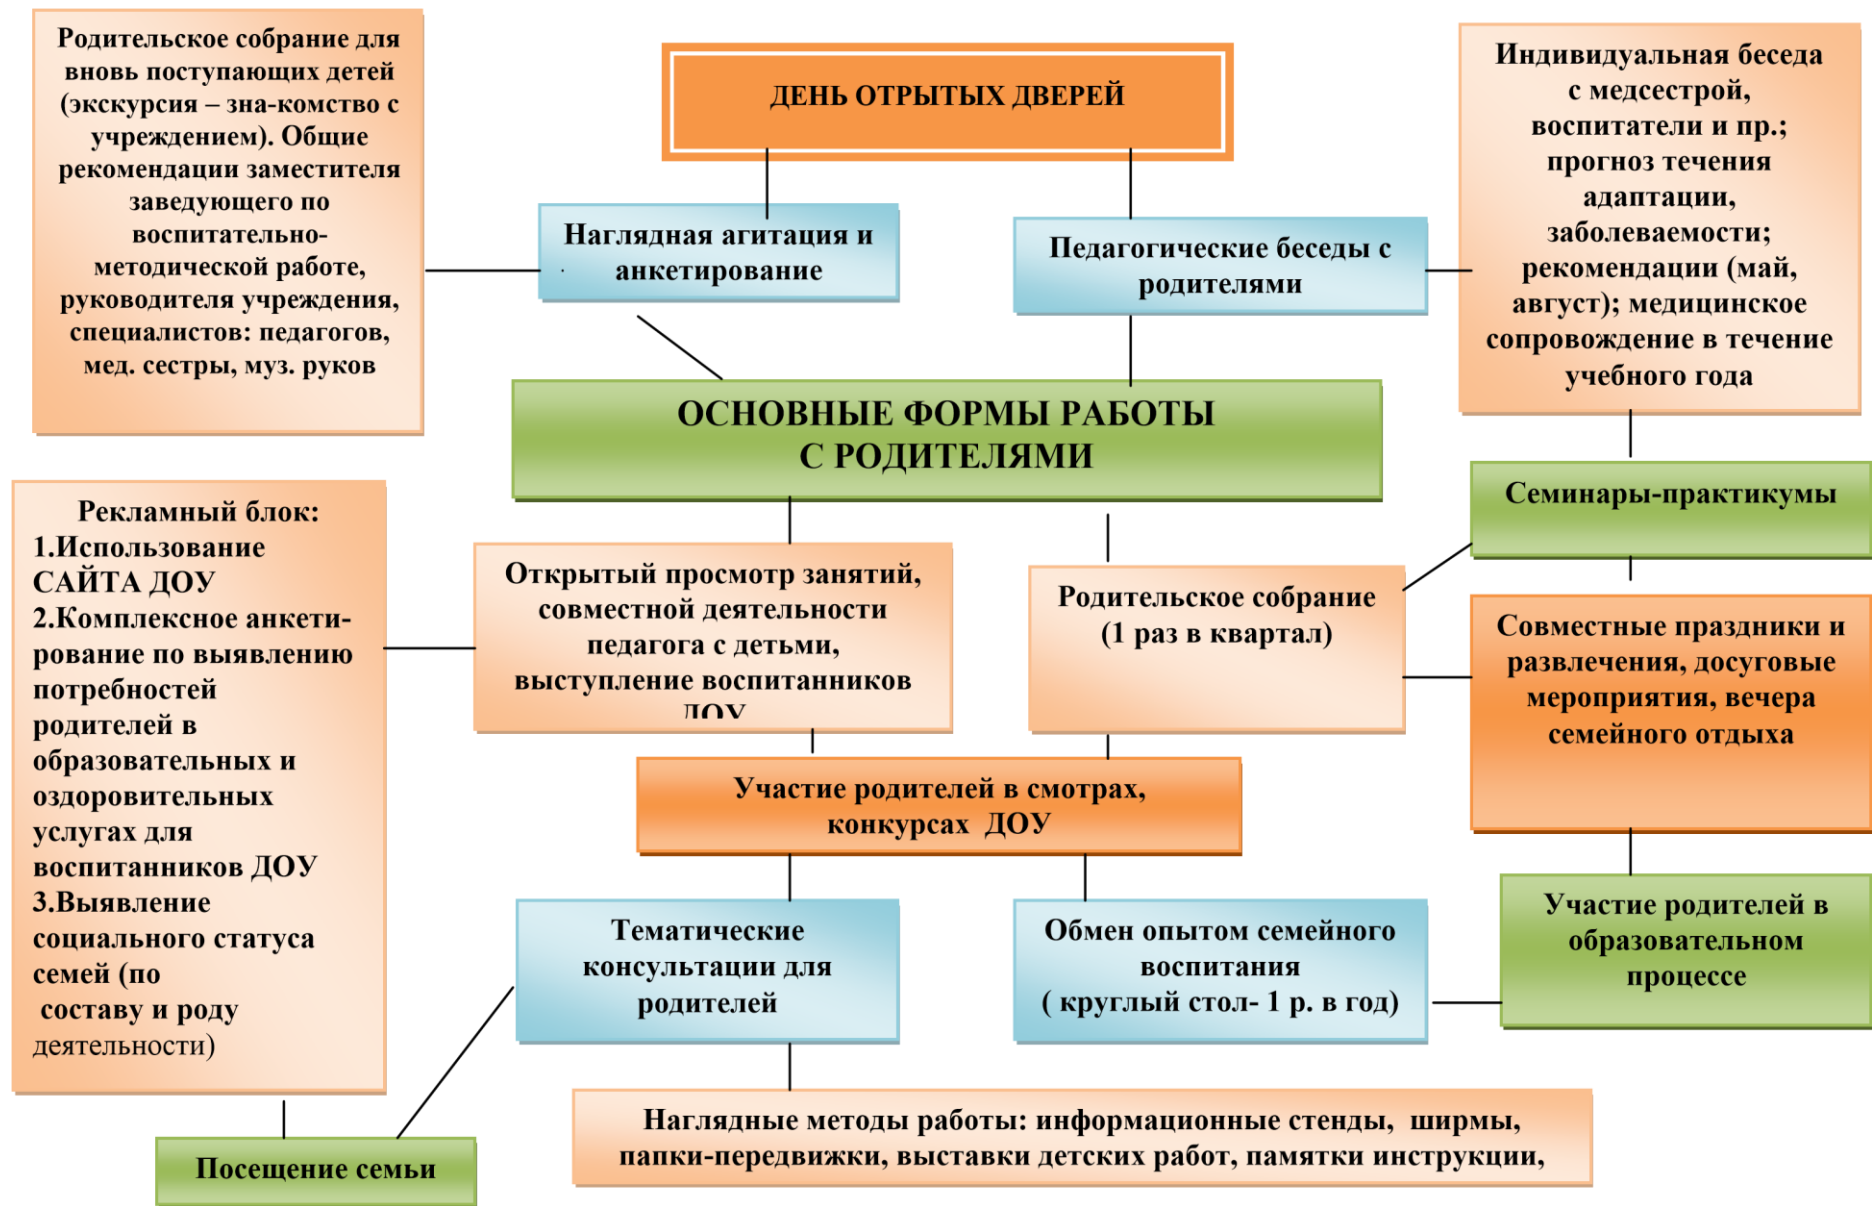 Родительское собрание для
вновь поступающих детей
(экскурсия – зна-комство с
учреждением). Общие
рекомендации заместителя
заведующего по
воспитательно-
методической работе,
руководителя учреждения,
специалистов: педагогов,
мед. сестры, муз. руков
ДЕНЬ ОТРЫТЫХ ДВЕРЕЙ
Индивидуальная беседа
с медсестрой,
воспитатели и пр.;
прогноз течения
адаптации,
заболеваемости;
рекомендации (май,
август); медицинское
сопровождение в течение
учебного года
Наглядная агитация и
анкетирование
Педагогические беседы с
родителями
ОСНОВНЫЕ ФОРМЫ РАБОТЫ
С РОДИТЕЛЯМИ
Семинары-практикумы
Рекламный блок:
1.Использование
САЙТА ДОУ
2.Комплексное анкети-
рование по выявлению
потребностей
родителей в
образовательных и
оздоровительных
услугах для
воспитанников ДОУ
3.Выявление
социального статуса
семей (по
составу и роду
деятельности)
Открытый просмотр занятий,
совместной деятельности
педагога с детьми,
выступление воспитанников
ДОУ
Родительское собрание
(1 раз в квартал)
Совместные праздники и
развлечения, досуговые
мероприятия, вечера
семейного отдыха
Участие родителей в смотрах,
конкурсах ДОУ
Тематические
консультации для
родителей
Обмен опытом семейного
воспитания
( круглый стол- 1 р. в год)
Участие родителей в
образовательном
процессе
Наглядные методы работы: информационные стенды, ширмы,
папки-передвижки, выставки детских работ, памятки инструкции,
Посещение семьи